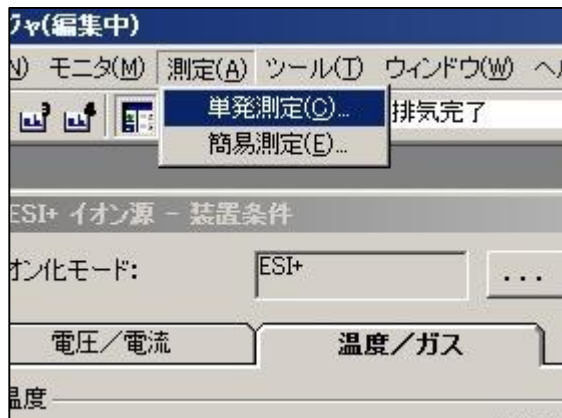 ジャ(編集中)
N) モニタ(M) 測定(A) ツール(T) ウィンドウ(W) ヘル
単発測定(C)...
簡易測定(E)...
排気完了
ESI+ イオン源 - 装置条件
オン化モード:
ESI+
...
電圧/電流
温度/ガス
温度